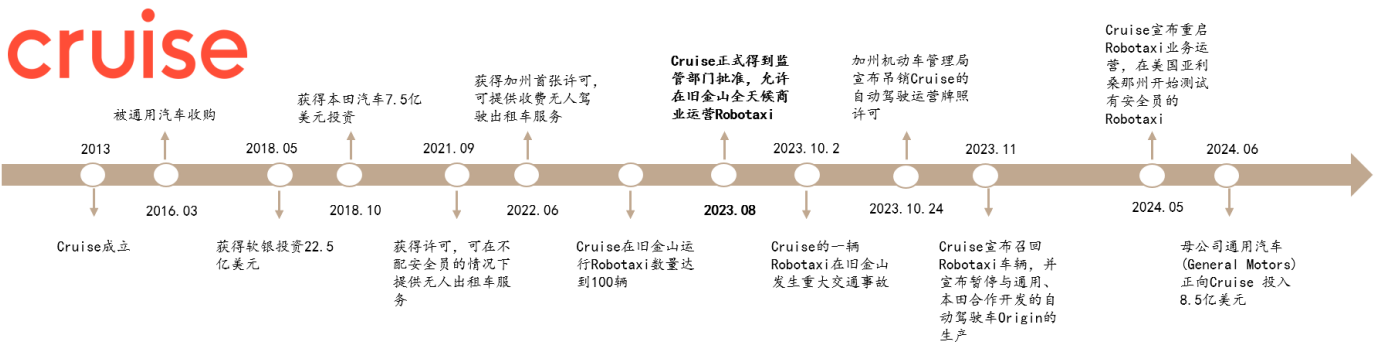 cruise
2013
Cruise成立
被通用汽车收购
2016.03
2018.05
获得软银投资22.5
亿美元
获得本田汽车7.5亿
美元投资
2018.10
2021.09
获得许可，可在不
配安全员的情况下
提供无人出租车服
务
获得加州首张许可，
可提供收费无人驾
驶出租车服务
2022.06
Cruise在旧金山运
行Robotaxi数量达
到100辆
Cruise正式得到监
管部门批准，允许
在旧金山全天候商
业运营Robotaxi
2023.08
2023.10.2
Cruise的一辆
Robotaxi在旧金山
发生重大交通事故
加州机动车管理局
宣布吊销Cruise的
自动驾驶运营牌照
许可
2023.10.24
2023.11
Cruise宣布召回
Robotaxi车辆，并
宣布暂停与通用、
本田合作开发的自
动驾驶车Origin的
生产
Cruise宣布重启
Robotaxi业务运
营，在美国亚利
桑那州开始测试
有安全员的
Robotaxi
2024.05
2024.06
母公司通用汽车
(General Motors)
正向Cruise 投入
8.5亿美元